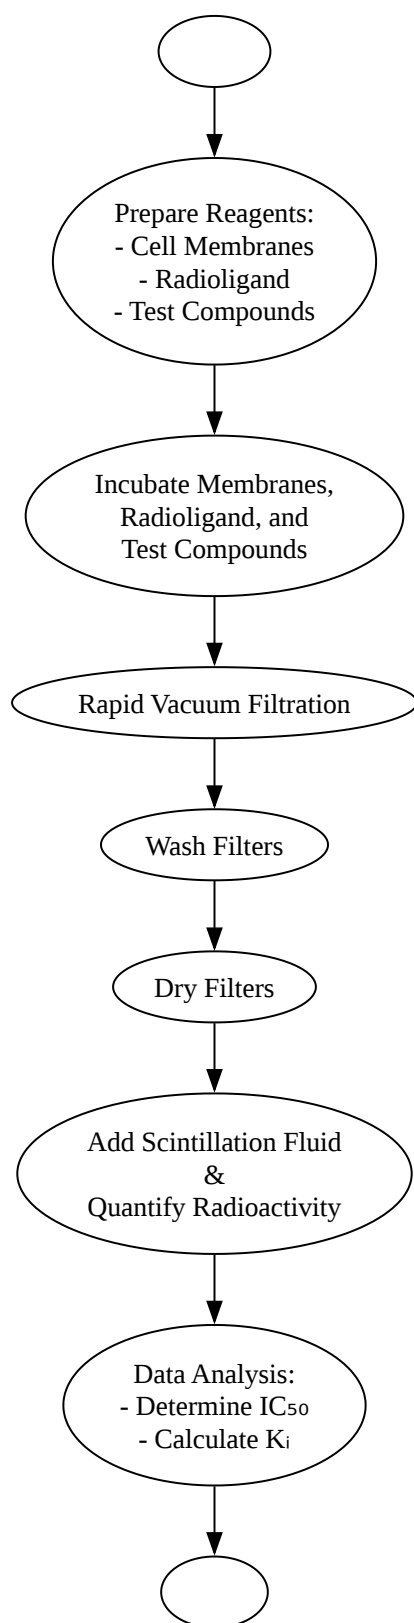 Prepare Reagents:
- Cell Membranes
- Radioligand
- Test Compounds
Incubate Membranes,
Radioligand, and
Test Compounds
Rapid Vacuum Filtration
Wash Filters
Dry Filters
Add Scintillation Fluid
&
Quantify Radioactivity
Data Analysis:
- Determine IC₅₀
- Calculate Kᵢ